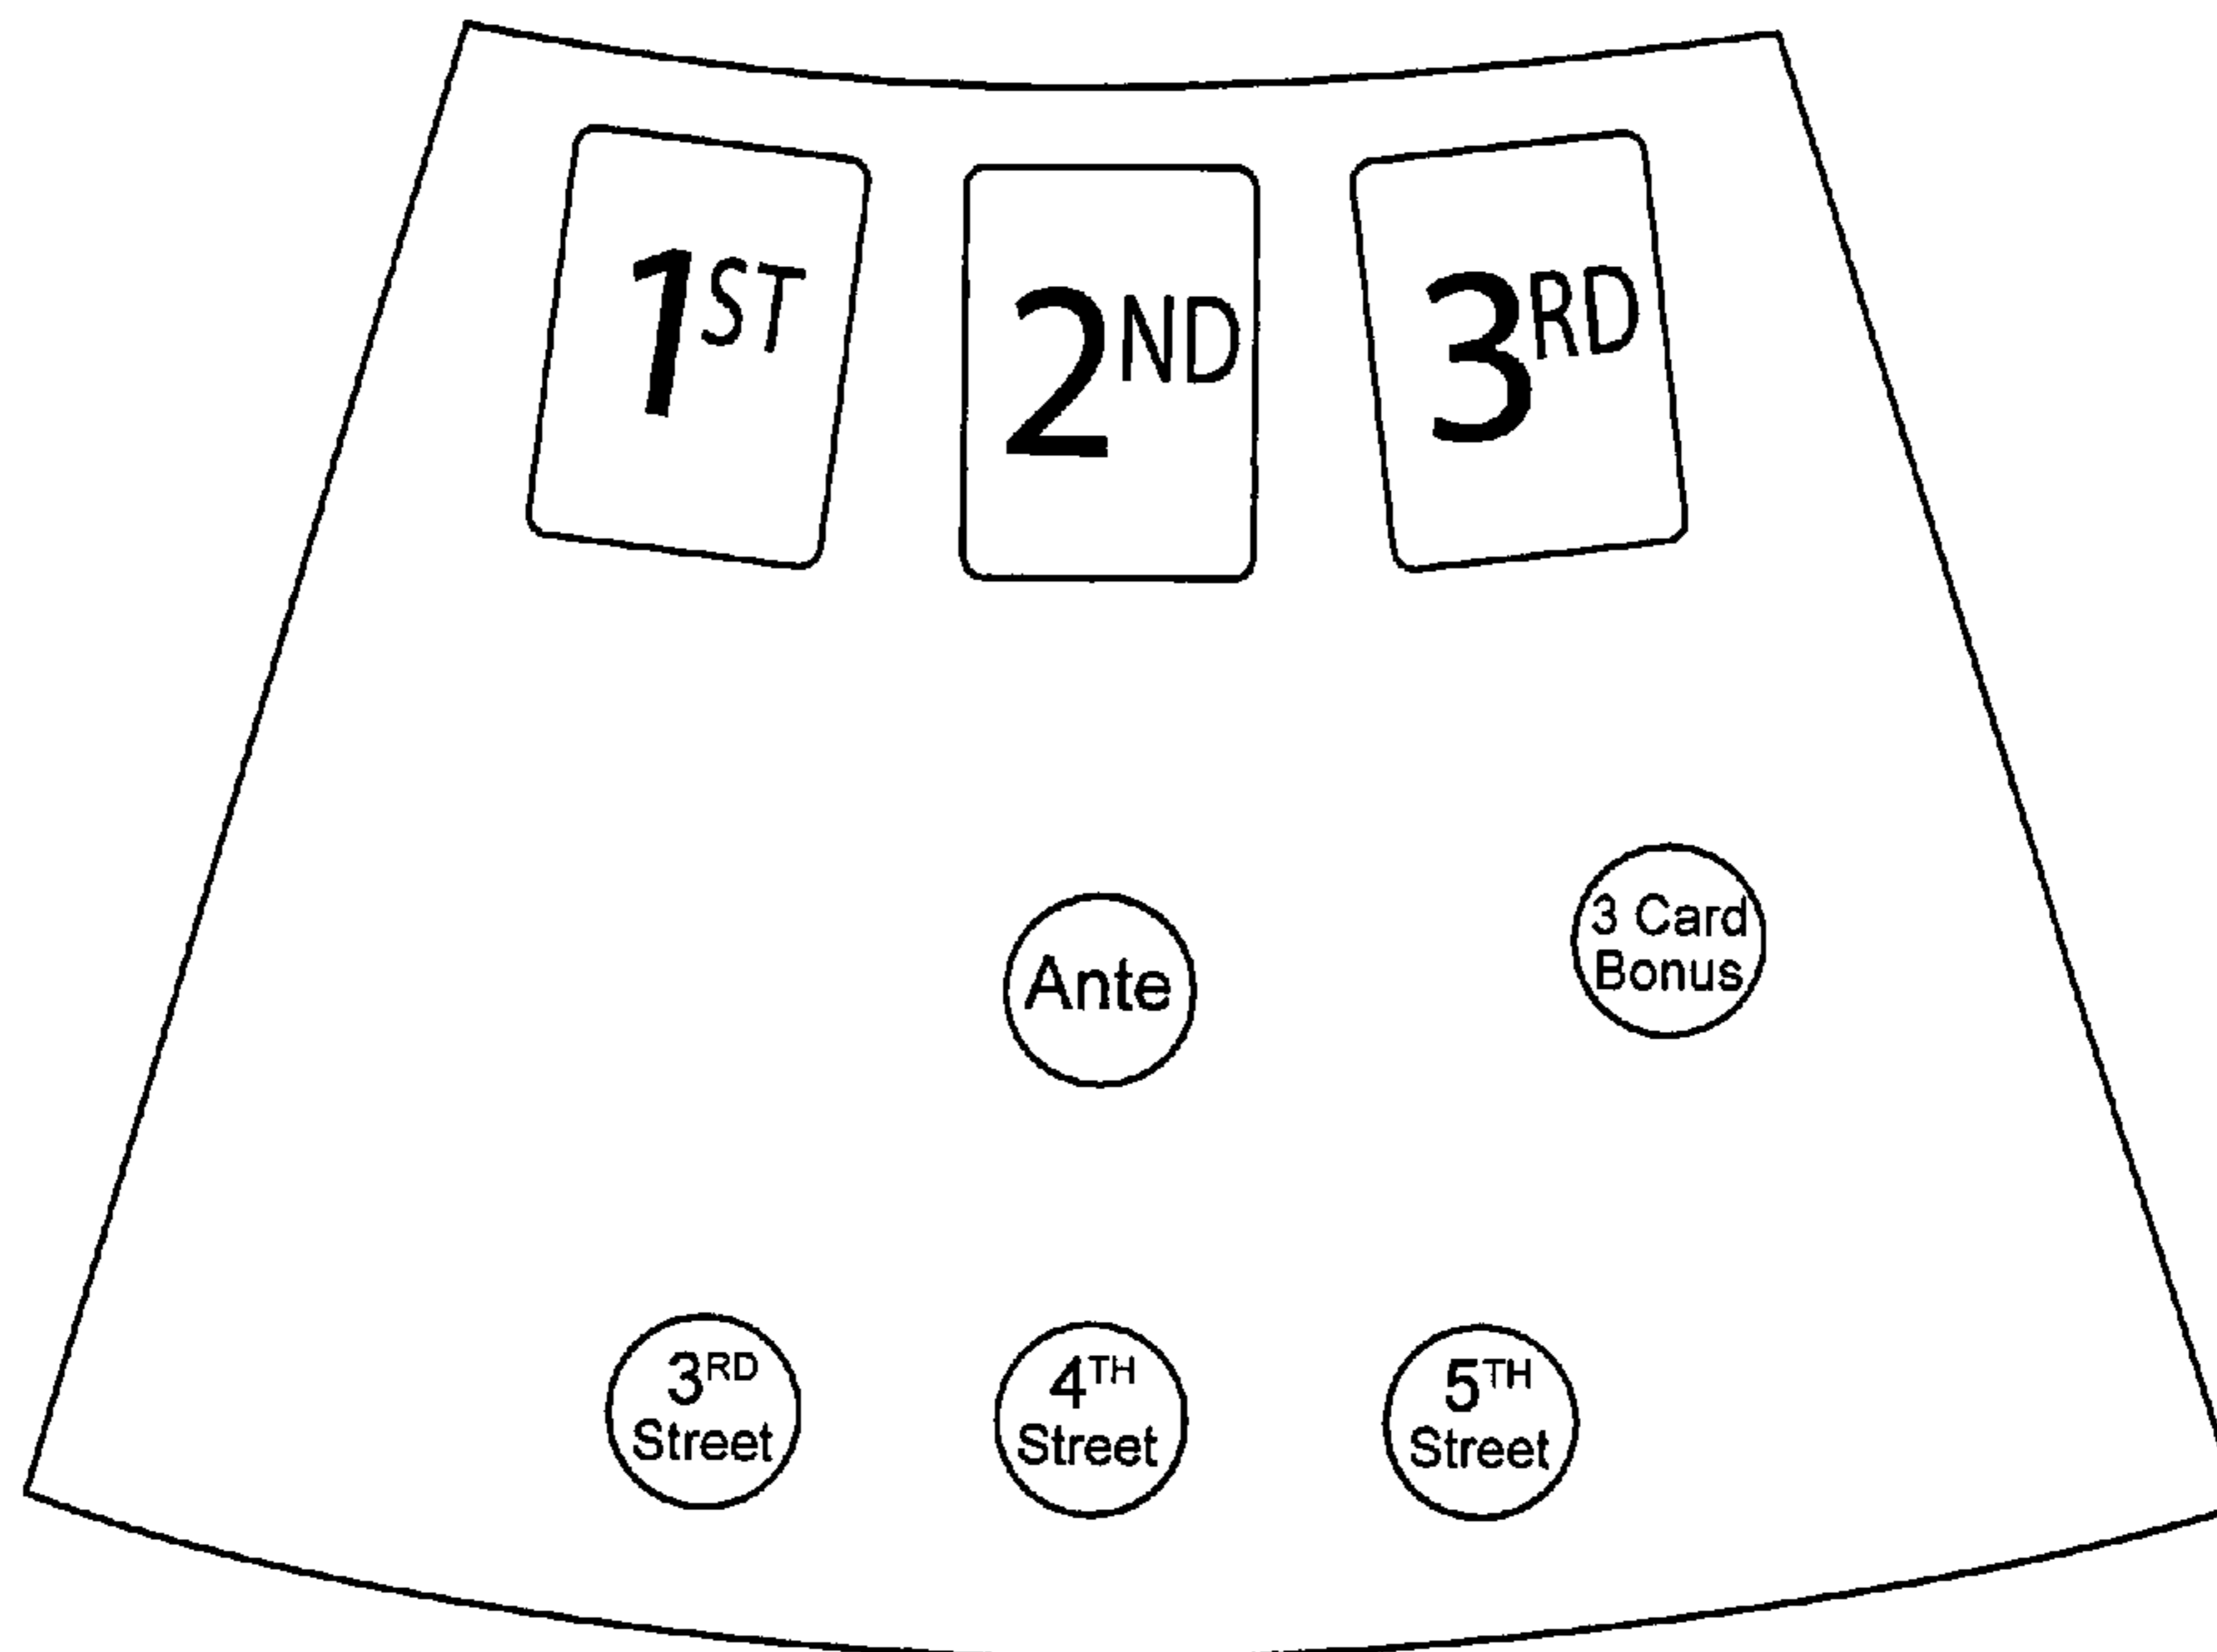 1ST
2ND
3RD
Ante
3 Card
Bonus
3RD
Street
4TH
Street
5TH
Street